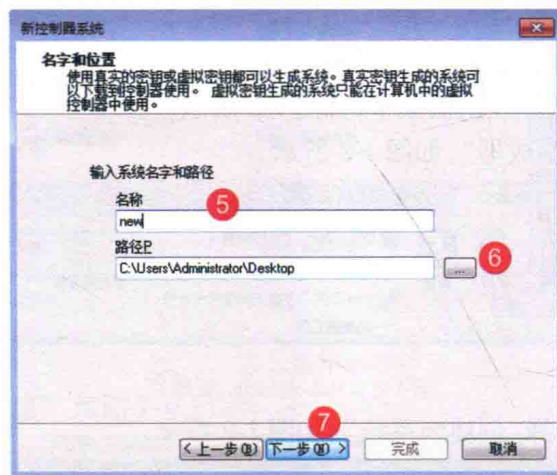 新控制器系统
名字和位置
使用真实的密钥或虚拟密钥都可以生成系统。真实密钥生成的系统可
以下载到控制器使用。 虚拟密钥生成的系统只能在计算机中的虚拟
控制器中使用。
输入系统名字和路径
名称
5
new
路径P
C:\Users\Administrator\Desktop
...
6
7
< 上一步(B)
下一步(N) >
完成
取消